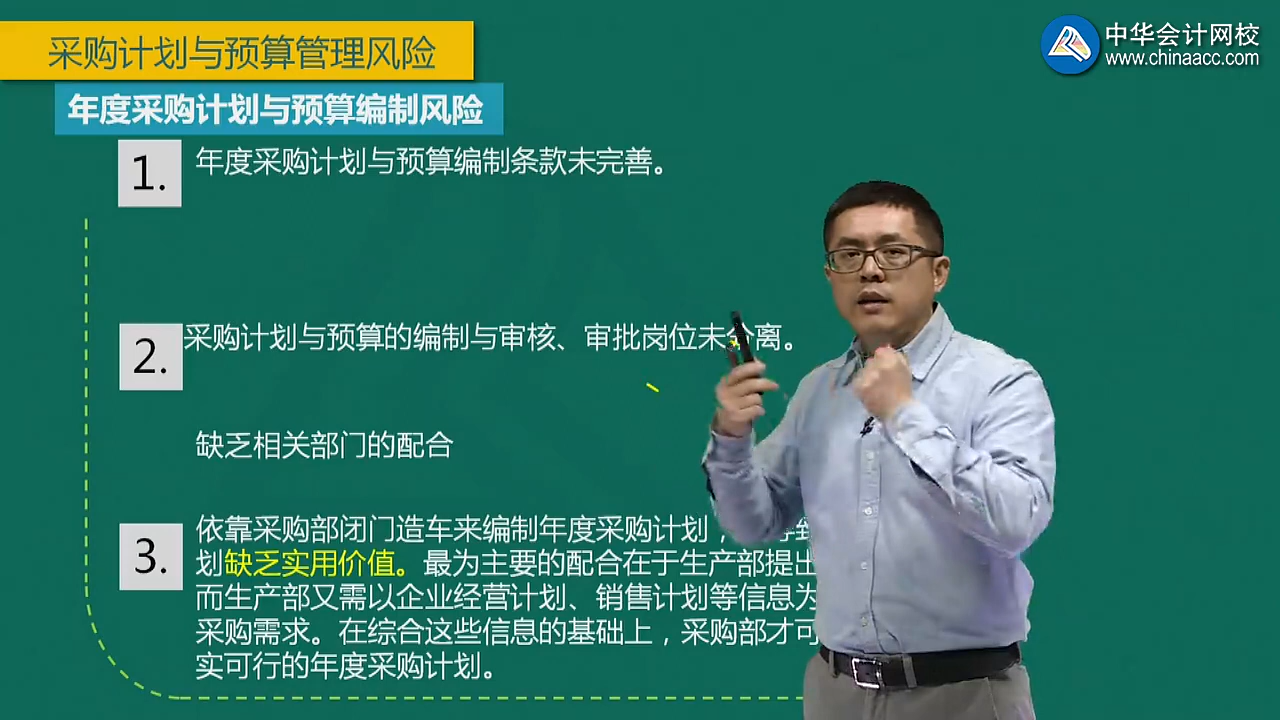 采购计划与预算管理风险
中华会计网校
www.chinaacc.com
年度采购计划与预算编制风险
1. 年度采购计划与预算编制条款未完善。
2. 采购计划与预算的编制与审核、审批岗位未分离。
缺乏相关部门的配合
3. 依靠采购部闭门造车来编制年度采购计划，
划缺乏实用价值。最为主要的配合在于生产部提出
而生产部又需以企业经营计划、销售计划等信息为
采购需求。在综合这些信息的基础上，采购部才可
实可行的年度采购计划。